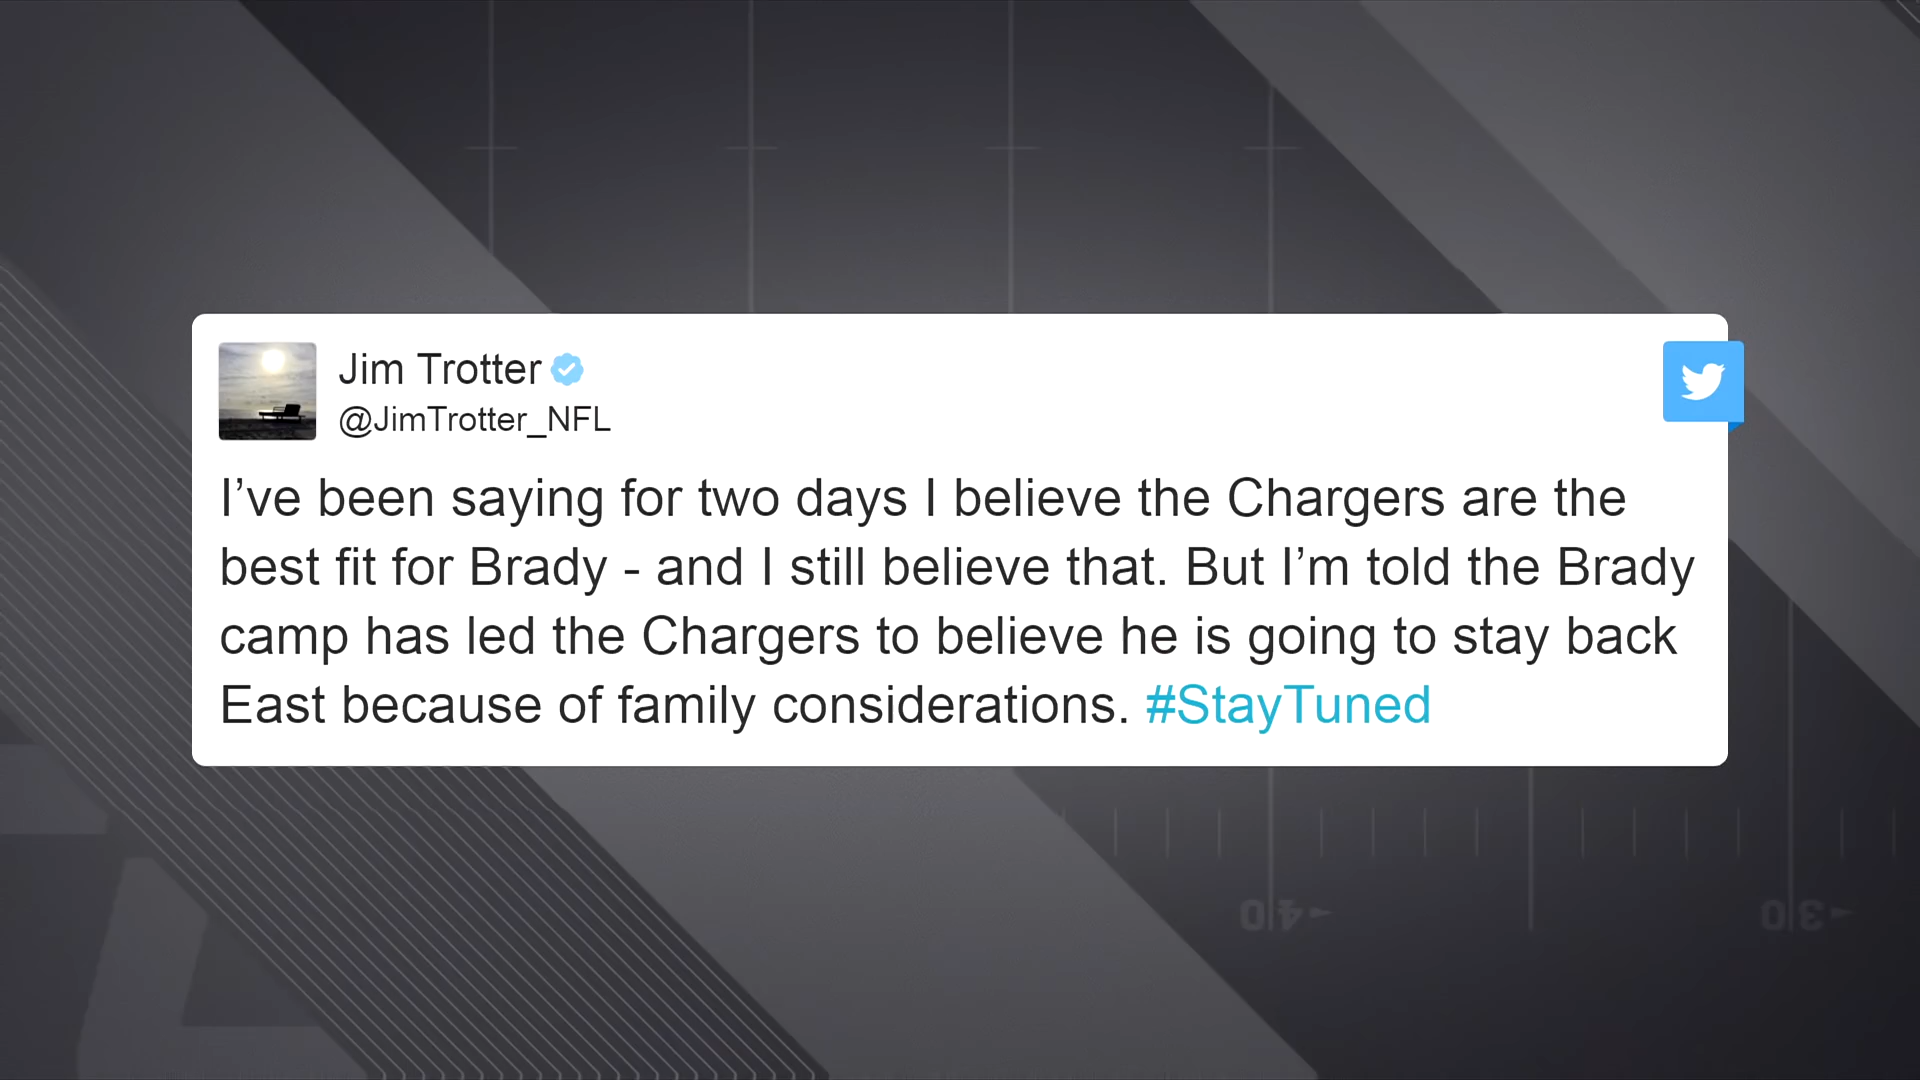 Jim Trotter
@JimTrotter_NFL
I’ve been saying for two days I believe the Chargers are the
best fit for Brady - and I still believe that. But I’m told the Brady
camp has led the Chargers to believe he is going to stay back
East because of family considerations. #StayTuned
40
30